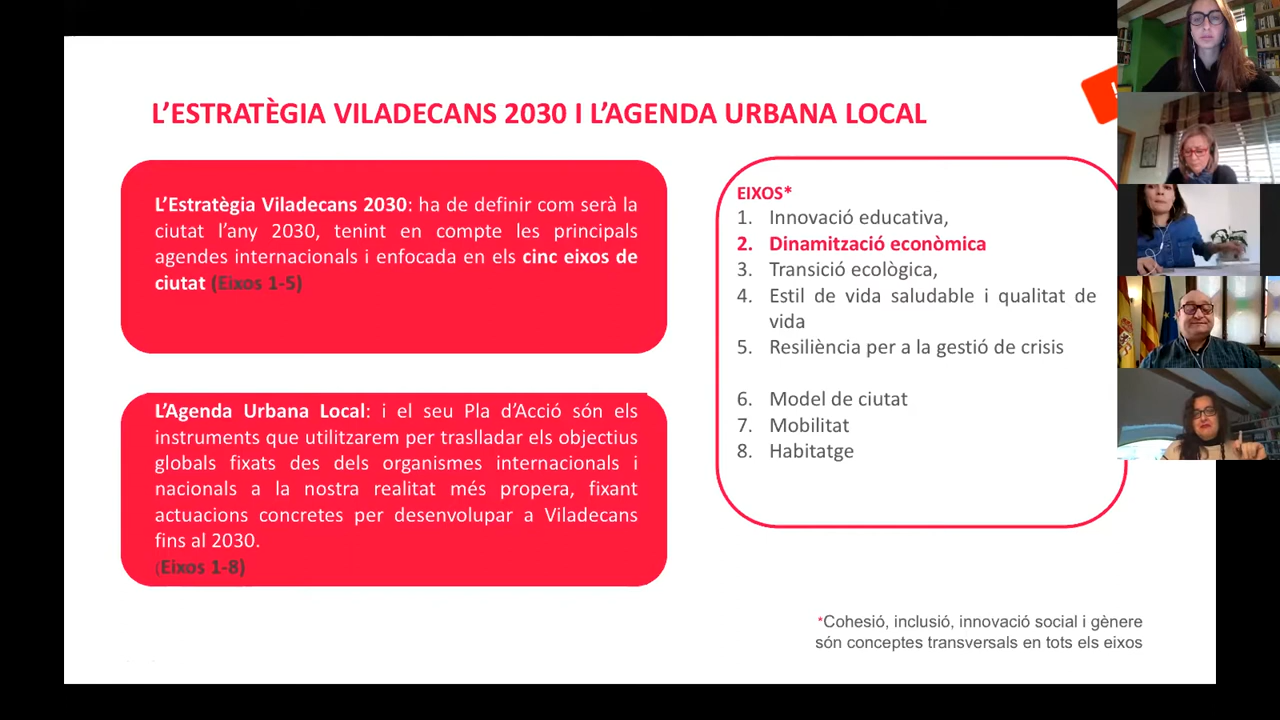 L'ESTRATÈGIA VILADECANS 2030 I L'AGENDA URBANA LOCAL
L'Estratègia Viladecans 2030: ha de definir com serà la
ciutat l'any 2030, tenint en compte les principals
agendes internacionals i enfocada en els cinc eixos de
ciutat (Eixos 1-5)
L'Agenda Urbana Local: i el seu Pla d'Acció són els
instruments que utilitzarem per traslladar els objectius
globals fixats des dels organismes internacionals i
nacionals a la nostra realitat més propera, fixant
actuacions concretes per desenvolupar a Viladecans
fins al 2030.
(Eixos 1-8)
EIXOS*
1. Innovació educativa,
2. Dinamització econòmica
3. Transició ecològica,
4. Estil de vida saludable i qualitat de
vida
5. Resiliència per a la gestió de crisis
6. Model de ciutat
7. Mobilitat
8. Habitatge
*Cohesió, inclusió, innovació social i gènere
són conceptes transversals en tots els eixos